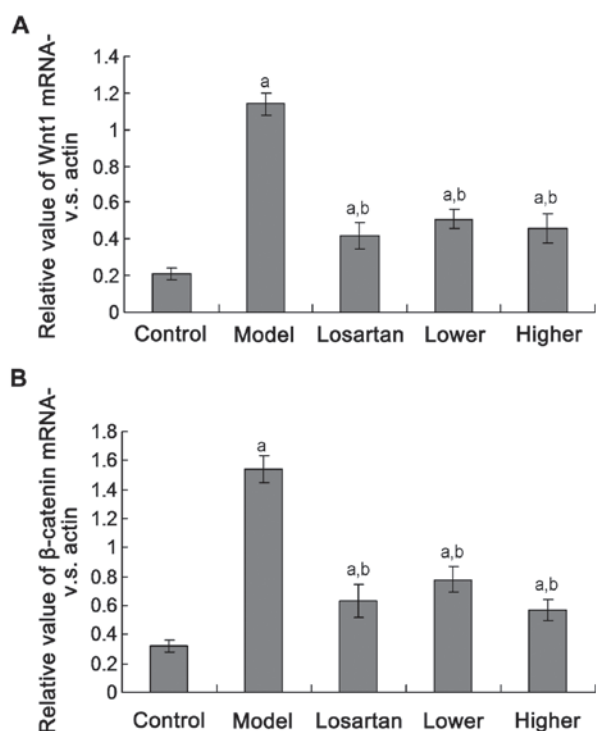 A
Relative value of Wnt1 mRNA-
v.s. actin
1.4
1.2
1
0.8
0.6
0.4
0.2
0
a
a,b
a,b
a,b
Control Model Losartan Lower Higher
B
Relative value of β-catenin mRNA-
v.s. actin
1.8
1.6
1.4
1.2
1
0.8
0.6
0.4
0.2
0
a
a,b
a,b
a,b
Control Model Losartan Lower Higher